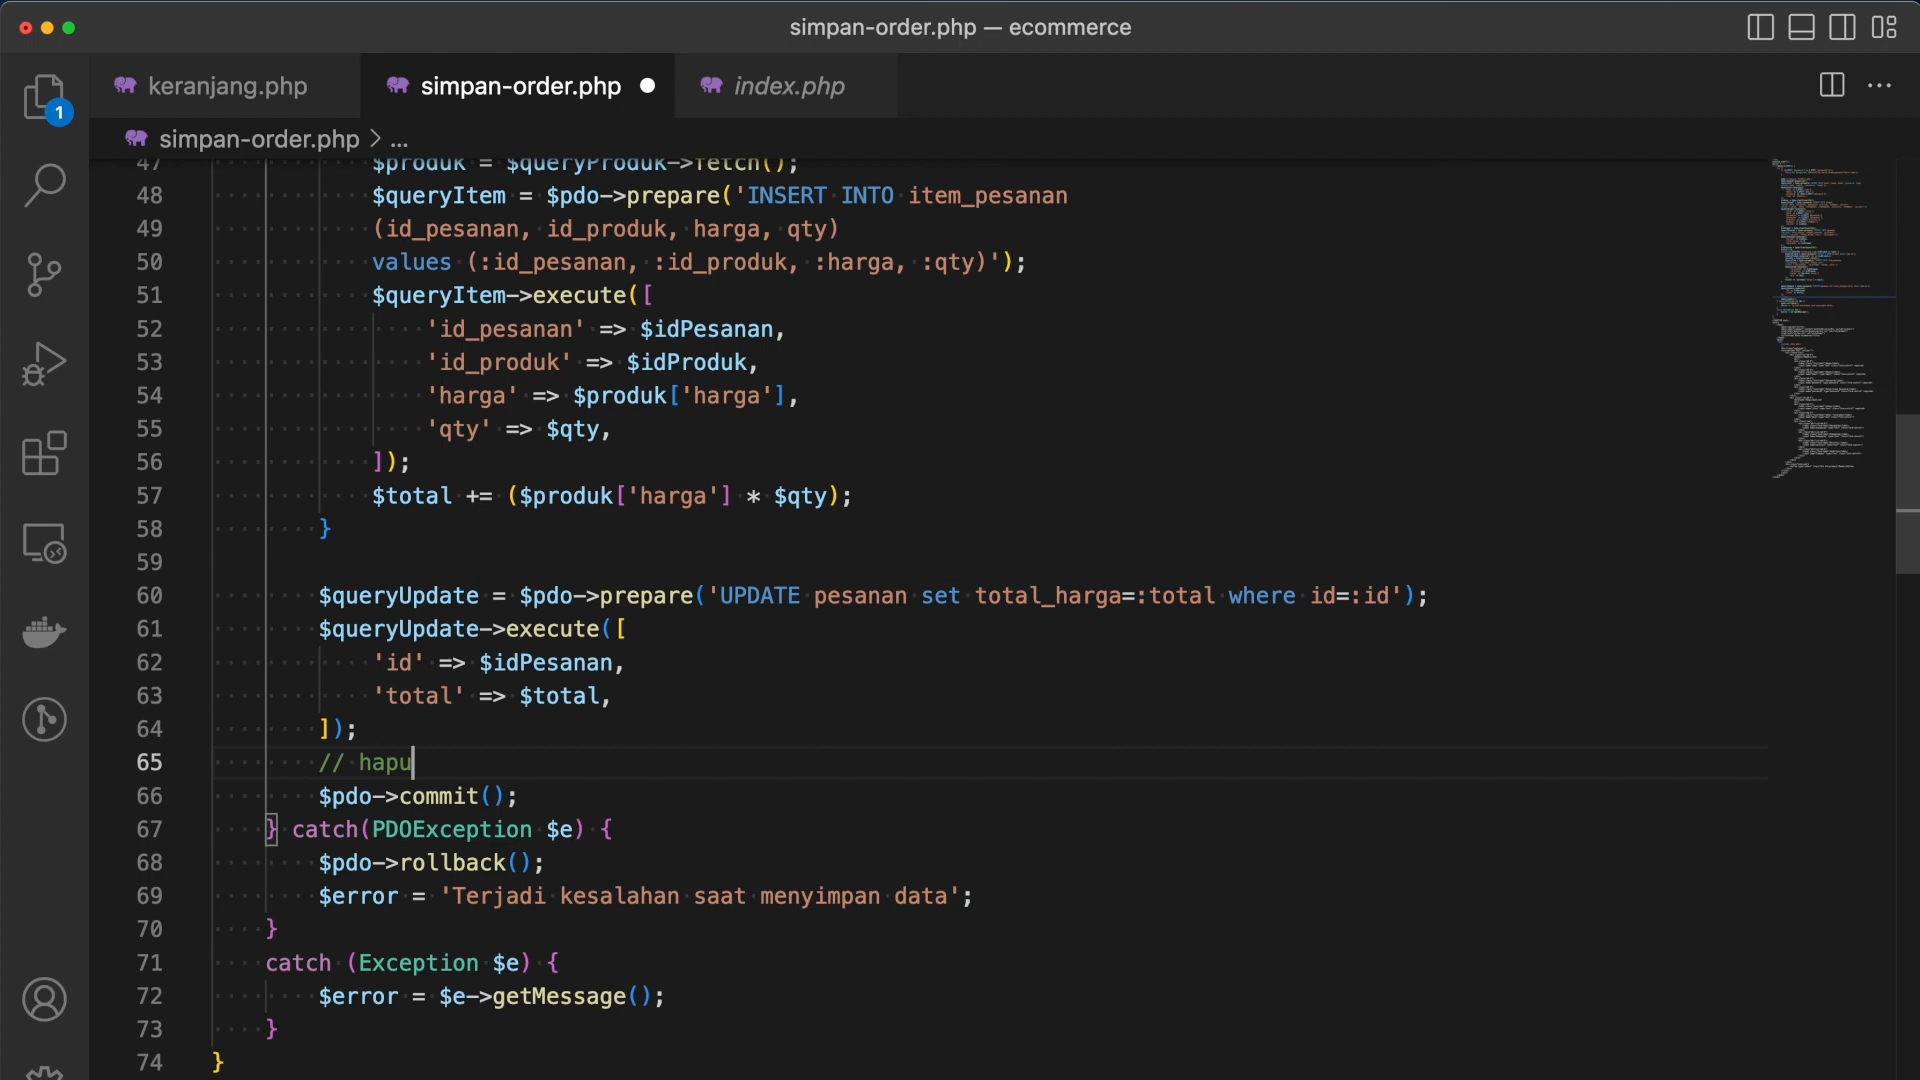 simpan-order.php — ecommerce
keranjang.php
simpan-order.php
index.php
1
simpan-order.php > ...
47 $produk = $queryProduk->fetch();
48 $queryItem = $pdo->prepare('INSERT INTO item_pesanan
49 (id_pesanan, id_produk, harga, qty)
50 values (:id_pesanan, :id_produk, :harga, :qty)');
51 $queryItem->execute([
52 'id_pesanan' => $idPesanan,
53 'id_produk' => $idProduk,
54 'harga' => $produk['harga'],
55 'qty' => $qty,
56 ]);
57 $total += ($produk['harga'] * $qty);
58 }
59
60 $queryUpdate = $pdo->prepare('UPDATE pesanan set total_harga=:total where id=:id');
61 $queryUpdate->execute([
62 'id' => $idPesanan,
63 'total' => $total,
64 ]);
65 // hapu
66 $pdo->commit();
67 } catch(PDOException $e) {
68 $pdo->rollback();
69 $error = 'Terjadi kesalahan saat menyimpan data';
70 }
71 catch (Exception $e) {
72 $error = $e->getMessage();
73 }
74 }